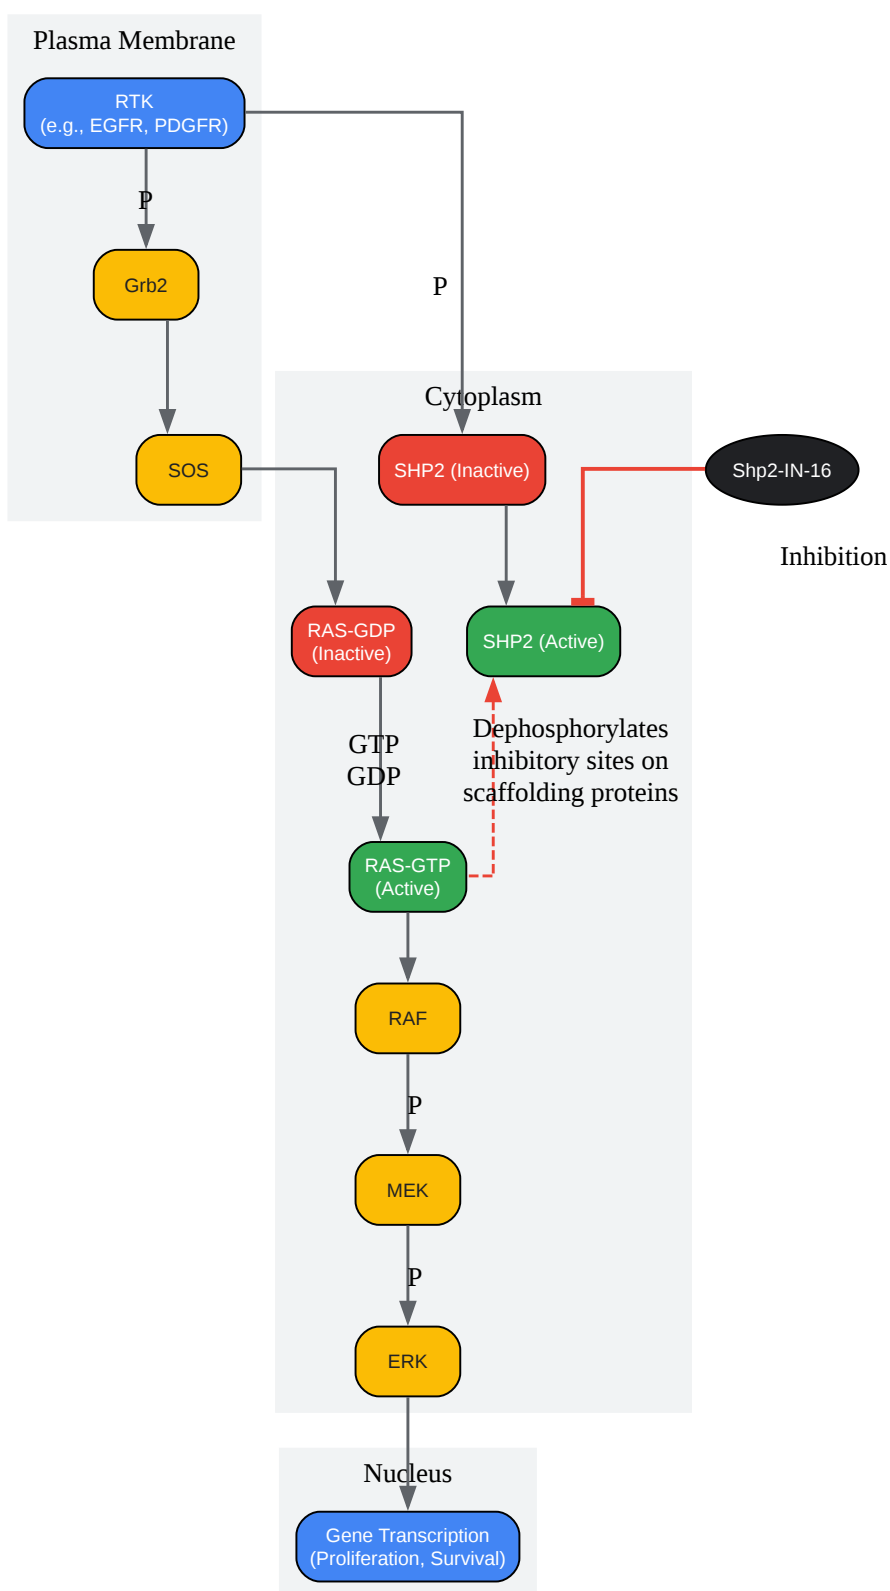 Plasma Membrane
RTK
(e.g., EGFR, PDGFR)
P
Grb2
P
Cytoplasm
SOS
SHP2 (Inactive)
Shp2-IN-16
Inhibition
RAS-GDP
(Inactive)
SHP2 (Active)
GTP
GDP
Dephosphorylates
inhibitory sites on
scaffolding proteins
RAS-GTP
(Active)
RAF
P
MEK
P
ERK
Nucleus
Gene Transcription
(Proliferation, Survival)